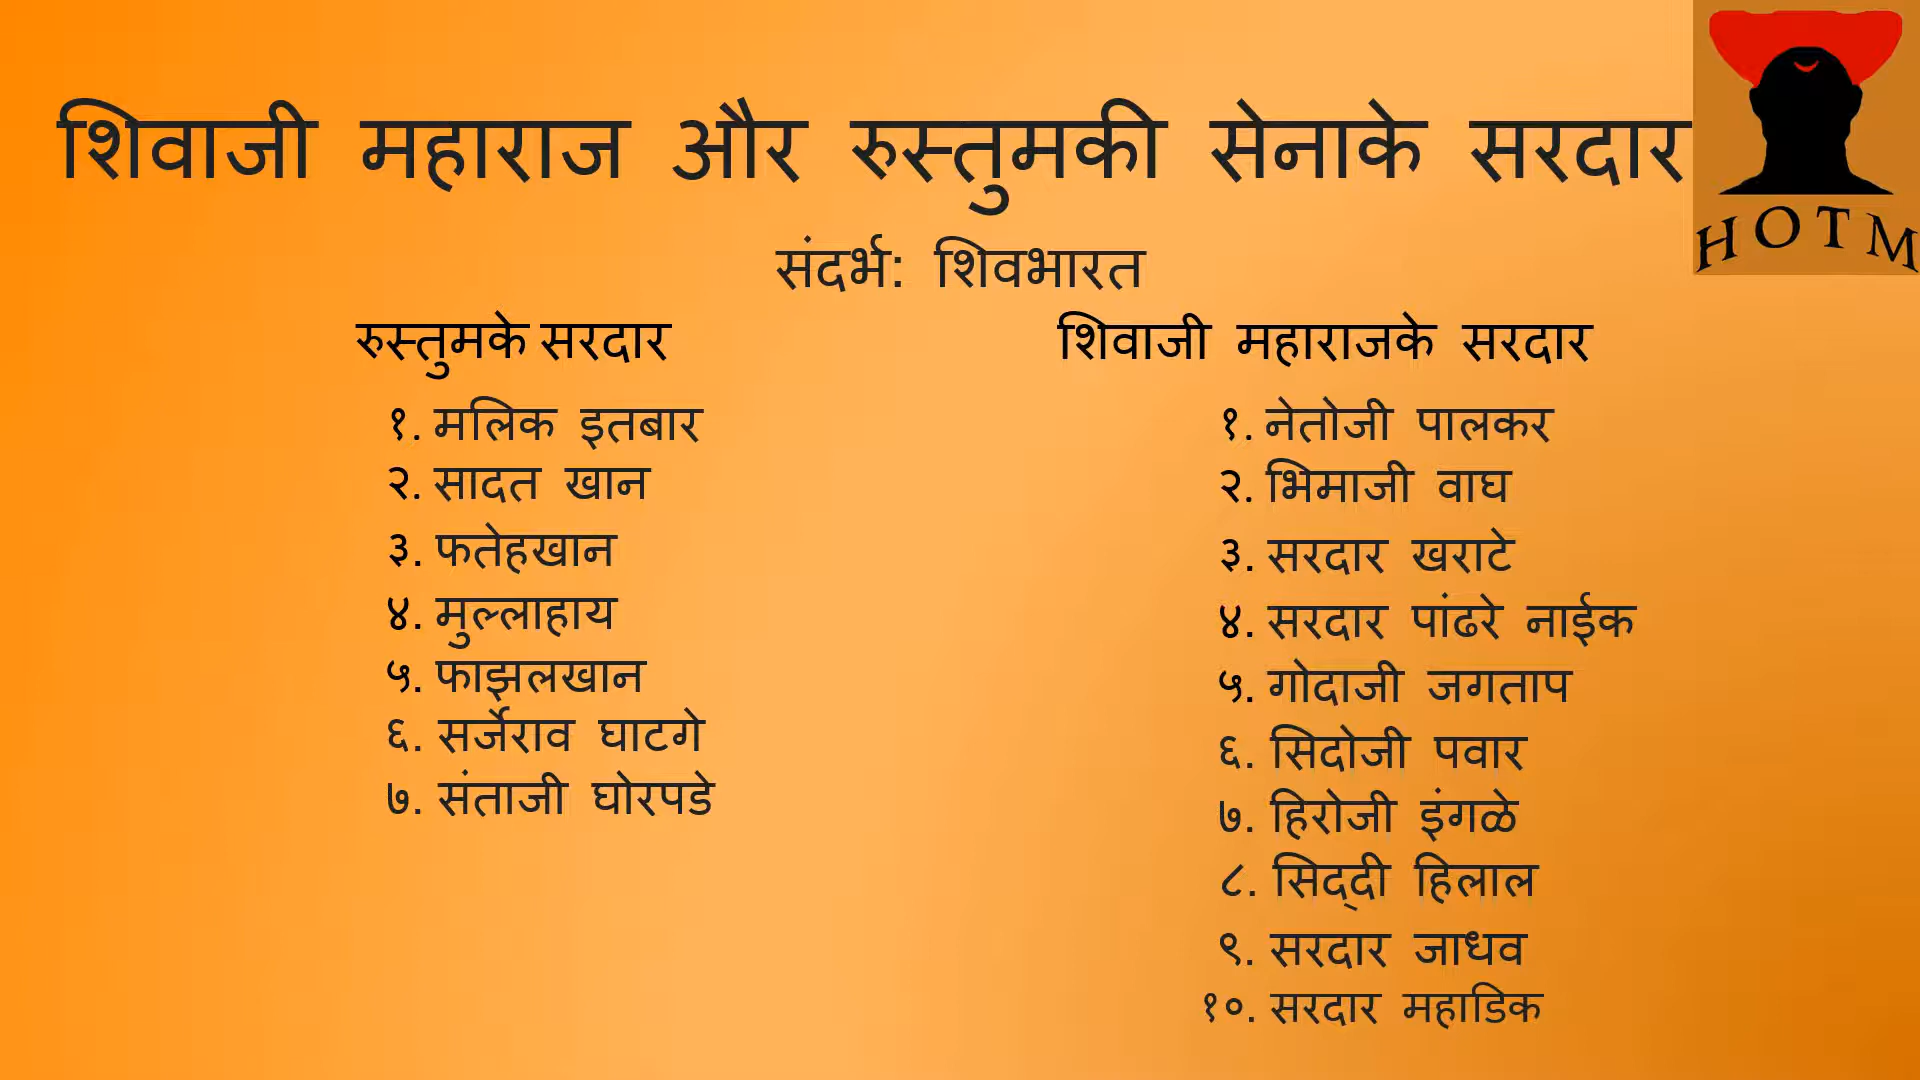 शिवाजी महाराज और रुस्तुमकी सेनाके सरदार
HOTM
संदर्भ: शिवभारत
रुस्तुमके सरदार
१. मलिक इतबार
२. सादत खान
३. फतेहखान
४. मुल्लाहाय
५. फाझलखान
६. सर्जेराव घाटगे
७. संताजी घोरपडे
शिवाजी महाराजके सरदार
१. नेतोजी पालकर
२. भिमाजी वाघ
३. सरदार खराटे
४. सरदार पांढरे नाईक
५. गोदाजी जगताप
६. सिदोजी पवार
७. हिरोजी इंगळे
८. सिद्दी हिलाल
९. सरदार जाधव
१०. सरदार महाडिक